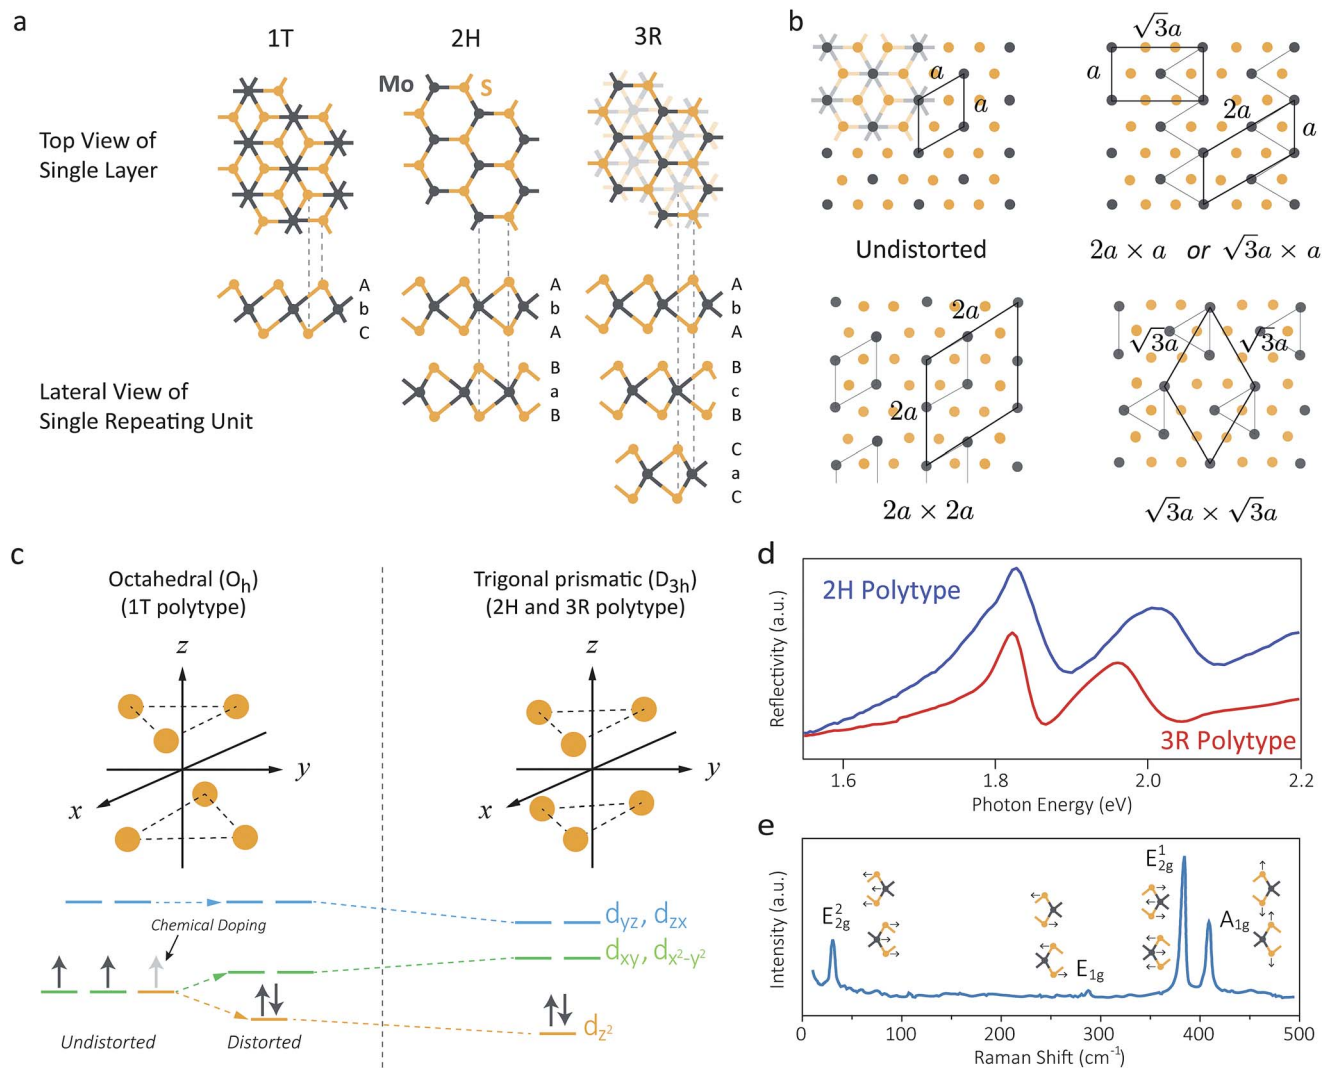 a
1T
2H
3R
Mo
S
Top View of
Single Layer
A
b
C
A
b
A
A
b
A
Lateral View of
Single Repeating Unit
B
a
B
B
c
B
C
a
C
b
a
a
√3a
a
2a
a
Undistorted
2a × a or √3a × a
2a
2a
√3a
√3a
2a × 2a
√3a × √3a
c
Octahedral (Oh)
(1T polytype)
Trigonal prismatic (D3h)
(2H and 3R polytype)
z
y
x
z
y
x
Chemical Doping
Undistorted
Distorted
dyz, dzx
dxy, dx²-y²
dz²
d
2H Polytype
3R Polytype
Reflectivity (a.u.)
1.6
1.8
2.0
2.2
Photon Energy (eV)
e
E²2g
E1g
E¹2g
A1g
Intensity (a.u.)
0
100
200
300
400
500
Raman Shift (cm⁻¹)